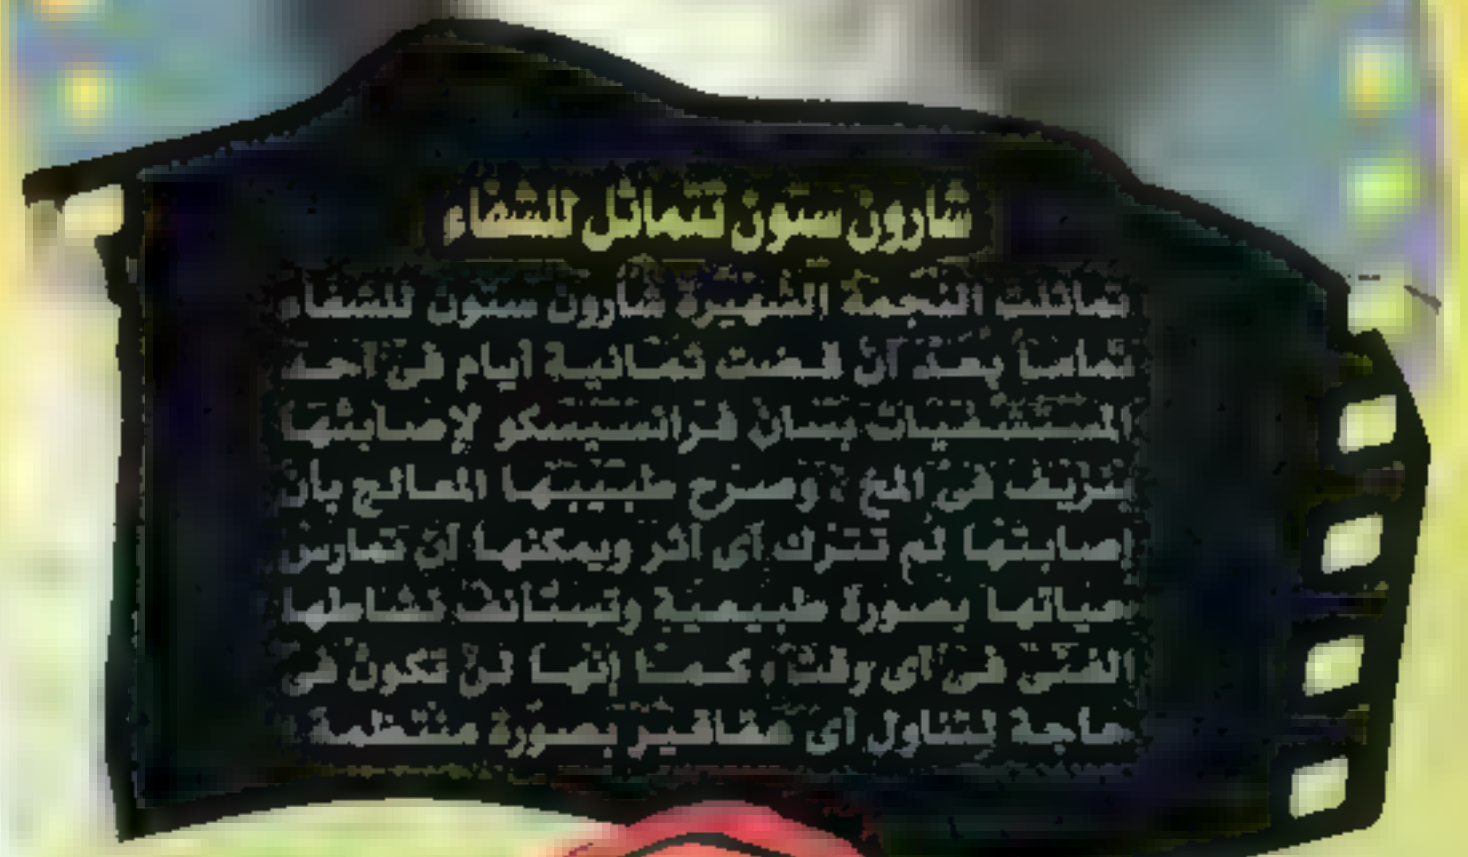 شارون ستون تتماثل للشفاء
تماثلت النجمة الشهيرة شارون ستون للشفاء
تماماً بعد أن قضت ثمانية أيام فى أحد
المستشفيات بسان فرانسيسكو لإصابتها
بنزيف فى المخ ، وصرح طبيبها المعالج بأن
إصابتها لم تترك أى أثر ويمكنها أن تمارس
حياتها بصورة طبيعية وتستأنف نشاطها
الفنى فى أى وقت ، كما إنها لن تكون فى
حاجة لتناول أى عقاقير بصورة منتظمة